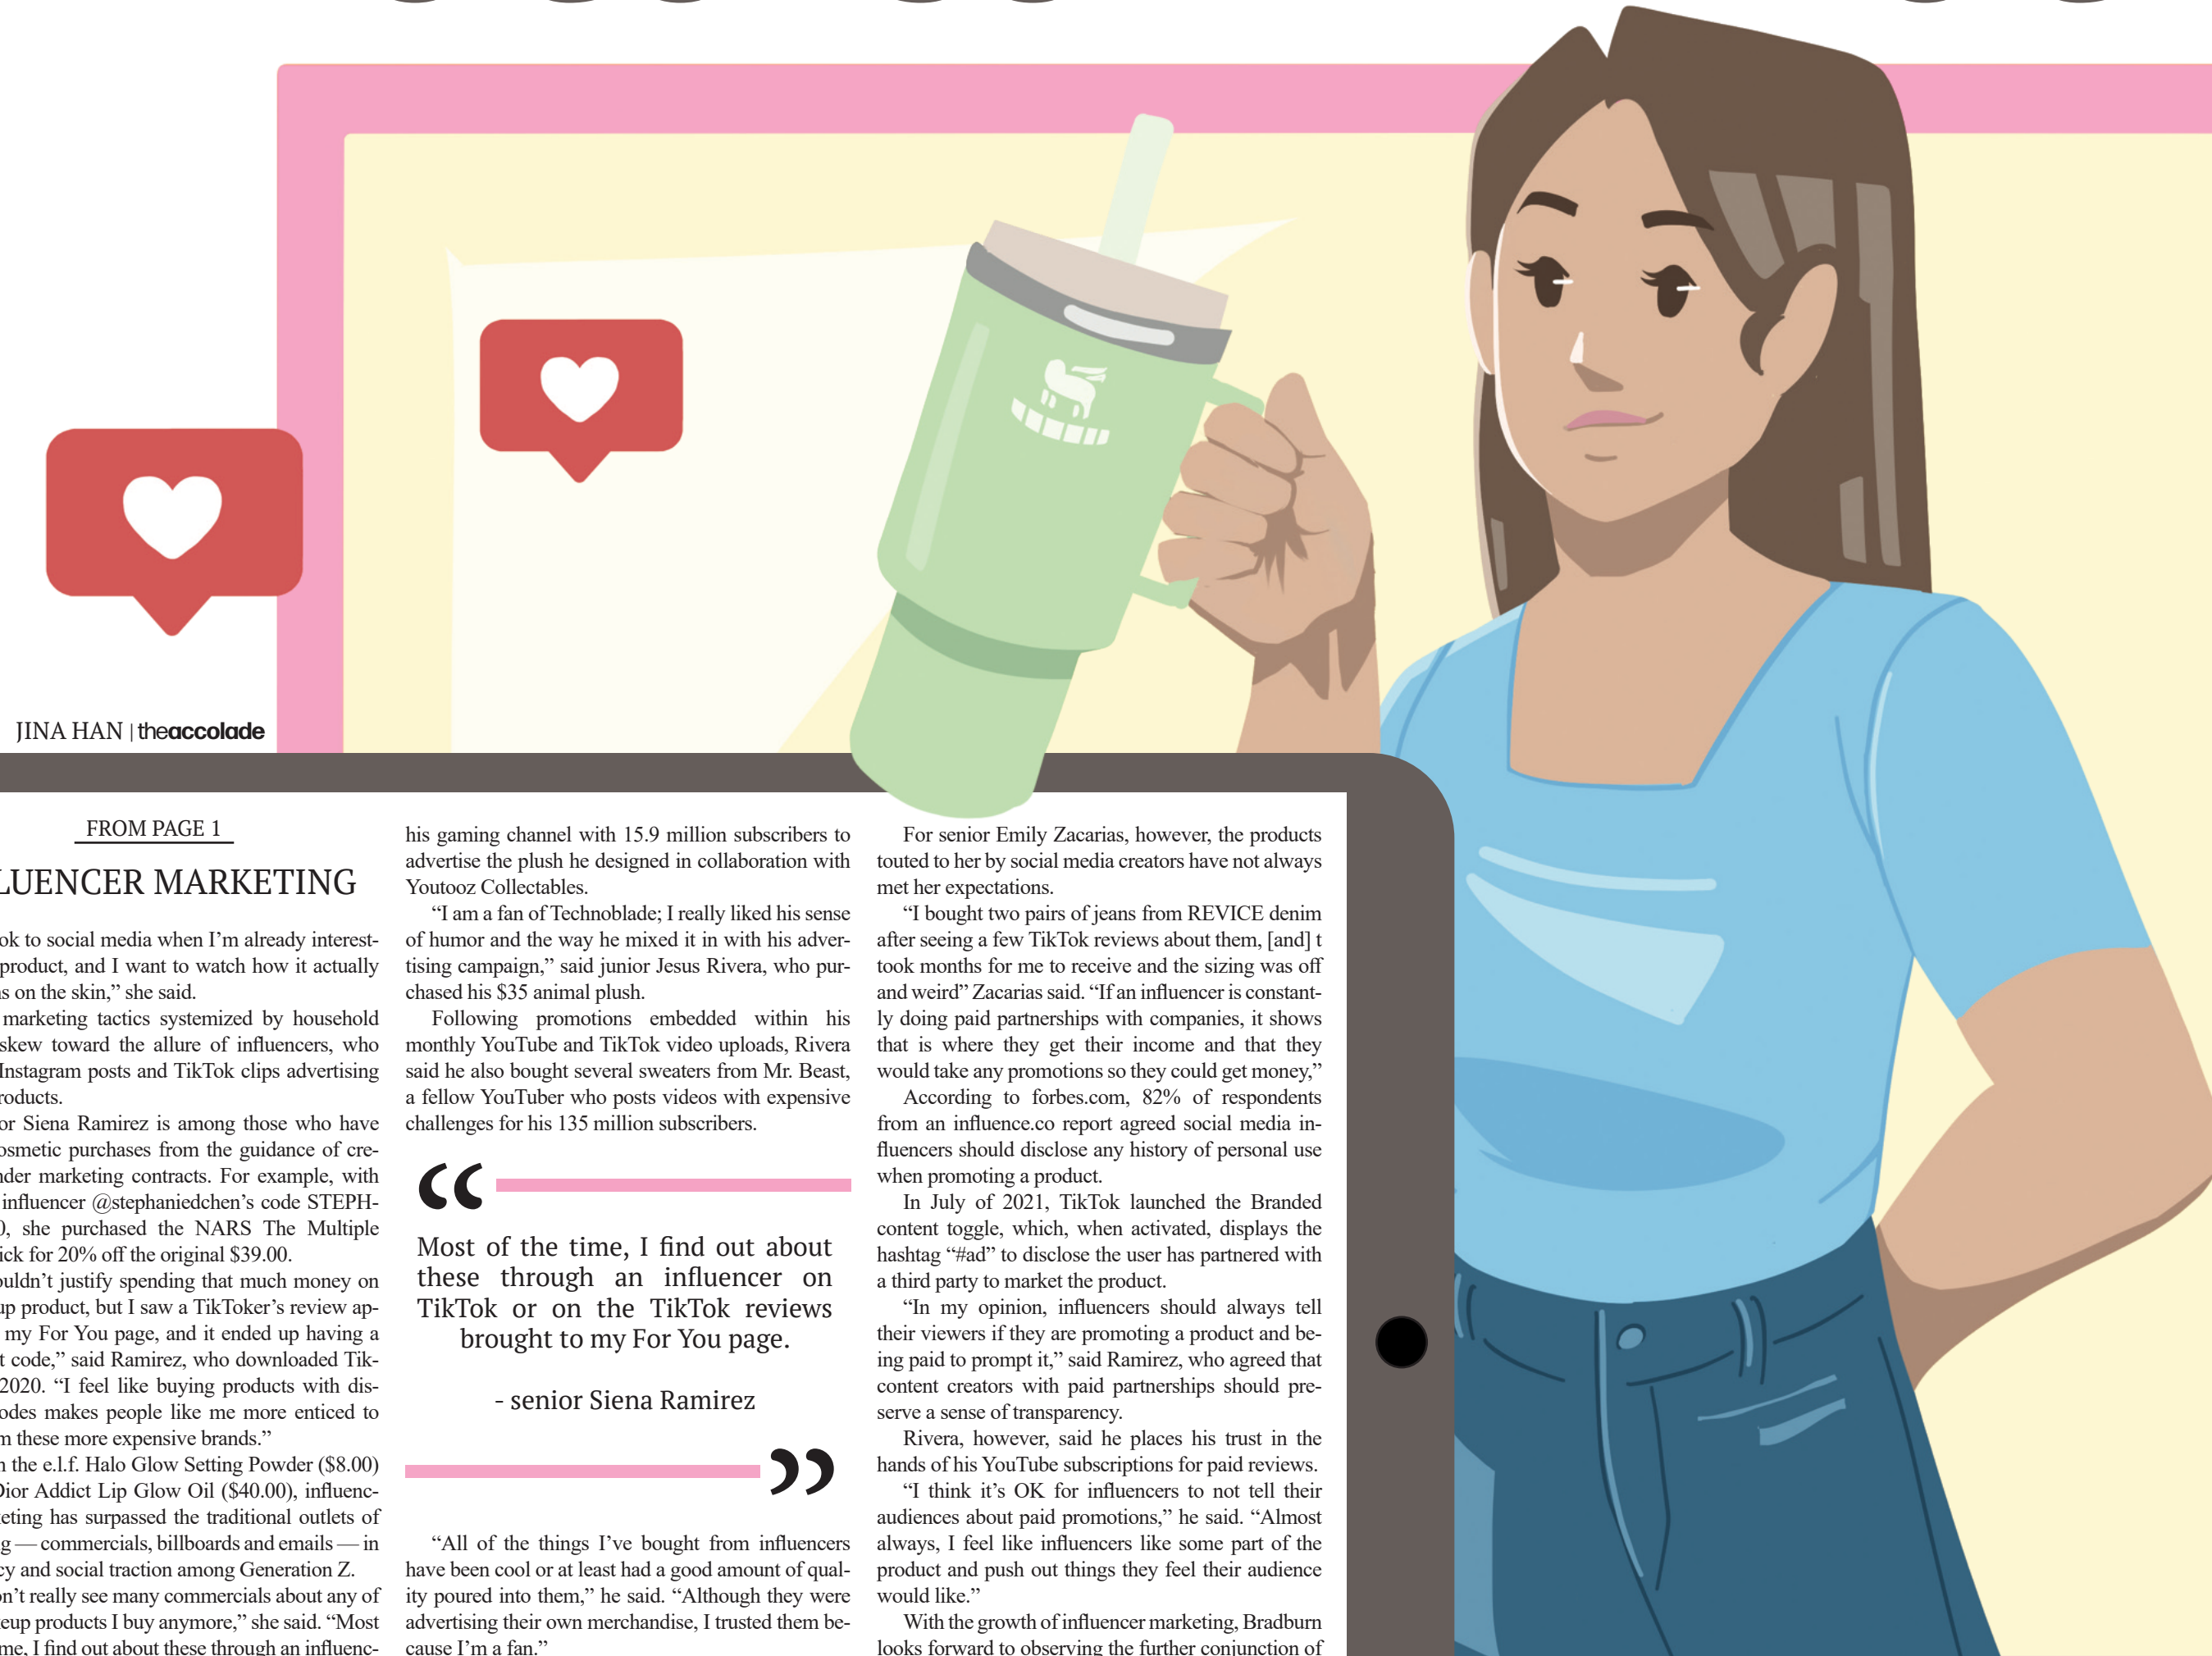 JINA HAN | theaccolade
FROM PAGE 1
LUENCER MARKETING
ok to social media when I’m already interest-
product, and I want to watch how it actually
s on the skin,” she said.
marketing tactics systemized by household
skew toward the allure of influencers, who
Instagram posts and TikTok clips advertising
roducts.
or Siena Ramirez is among those who have
osmetic purchases from the guidance of cre-
nder marketing contracts. For example, with
influencer @stephaniedchen’s code STEPH-
0, she purchased the NARS The Multiple
ick for 20% off the original $39.00.
ouldn’t justify spending that much money on
up product, but I saw a TikToker’s review ap-
my For You page, and it ended up having a
t code,” said Ramirez, who downloaded Tik-
2020. “I feel like buying products with dis-
odes makes people like me more enticed to
m these more expensive brands.”
n the e.l.f. Halo Glow Setting Powder ($8.00)
Dior Addict Lip Glow Oil ($40.00), influenc-
keting has surpassed the traditional outlets of
g — commercials, billboards and emails — in
cy and social traction among Generation Z.
on’t really see many commercials about any of
eup products I buy anymore,” she said. “Most
me, I find out about these through an influenc-
his gaming channel with 15.9 million subscribers to
advertise the plush he designed in collaboration with
Youtooz Collectables.
“I am a fan of Technoblade; I really liked his sense
of humor and the way he mixed it in with his adver-
tising campaign,” said junior Jesus Rivera, who pur-
chased his $35 animal plush.
Following promotions embedded within his
monthly YouTube and TikTok video uploads, Rivera
said he also bought several sweaters from Mr. Beast,
a fellow YouTuber who posts videos with expensive
challenges for his 135 million subscribers.
“
Most of the time, I find out about
these through an influencer on
TikTok or on the TikTok reviews
brought to my For You page.
- senior Siena Ramirez
”
“All of the things I’ve bought from influencers
have been cool or at least had a good amount of qual-
ity poured into them,” he said. “Although they were
advertising their own merchandise, I trusted them be-
cause I’m a fan.”
For senior Emily Zacarias, however, the products
touted to her by social media creators have not always
met her expectations.
“I bought two pairs of jeans from REVICE denim
after seeing a few TikTok reviews about them, [and] t
took months for me to receive and the sizing was off
and weird” Zacarias said. “If an influencer is constant-
ly doing paid partnerships with companies, it shows
that is where they get their income and that they
would take any promotions so they could get money,”
According to forbes.com, 82% of respondents
from an influence.co report agreed social media in-
fluencers should disclose any history of personal use
when promoting a product.
In July of 2021, TikTok launched the Branded
content toggle, which, when activated, displays the
hashtag “#ad” to disclose the user has partnered with
a third party to market the product.
“In my opinion, influencers should always tell
their viewers if they are promoting a product and be-
ing paid to prompt it,” said Ramirez, who agreed that
content creators with paid partnerships should pre-
serve a sense of transparency.
Rivera, however, said he places his trust in the
hands of his YouTube subscriptions for paid reviews.
“I think it’s OK for influencers to not tell their
audiences about paid promotions,” he said. “Almost
always, I feel like influencers like some part of the
product and push out things they feel their audience
would like.”
With the growth of influencer marketing, Bradburn
looks forward to observing the further conjunction of